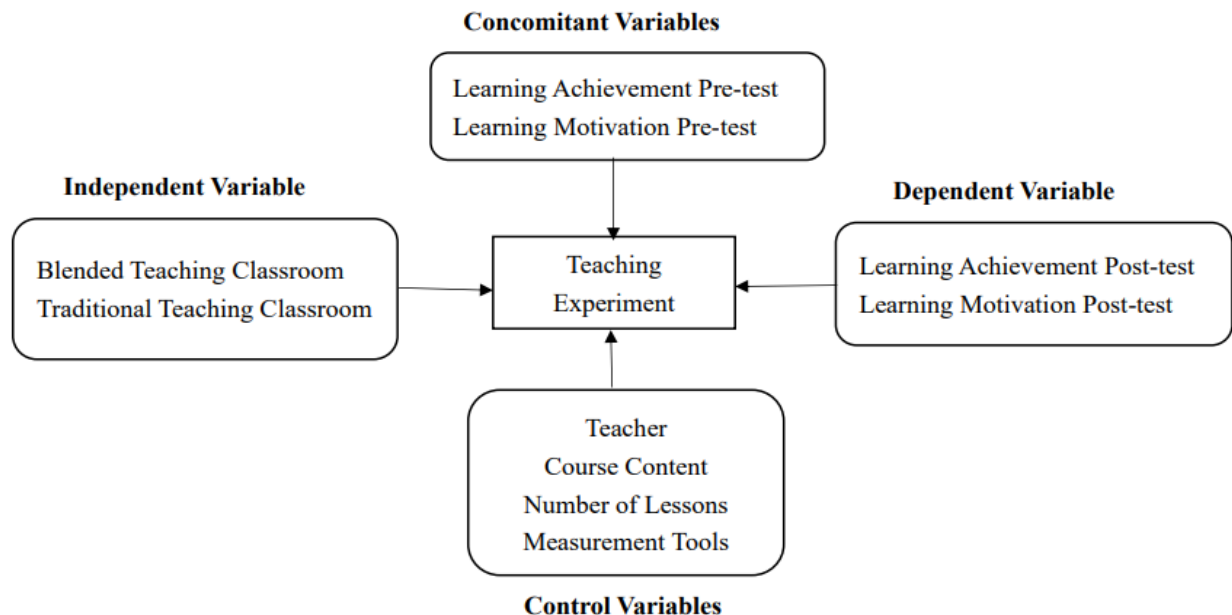 Concomitant Variables
Learning Achievement Pre-test
Learning Motivation Pre-test
Independent Variable
Blended Teaching Classroom
Traditional Teaching Classroom
Teaching
Experiment
Dependent Variable
Learning Achievement Post-test
Learning Motivation Post-test
Teacher
Course Content
Number of Lessons
Measurement Tools
Control Variables